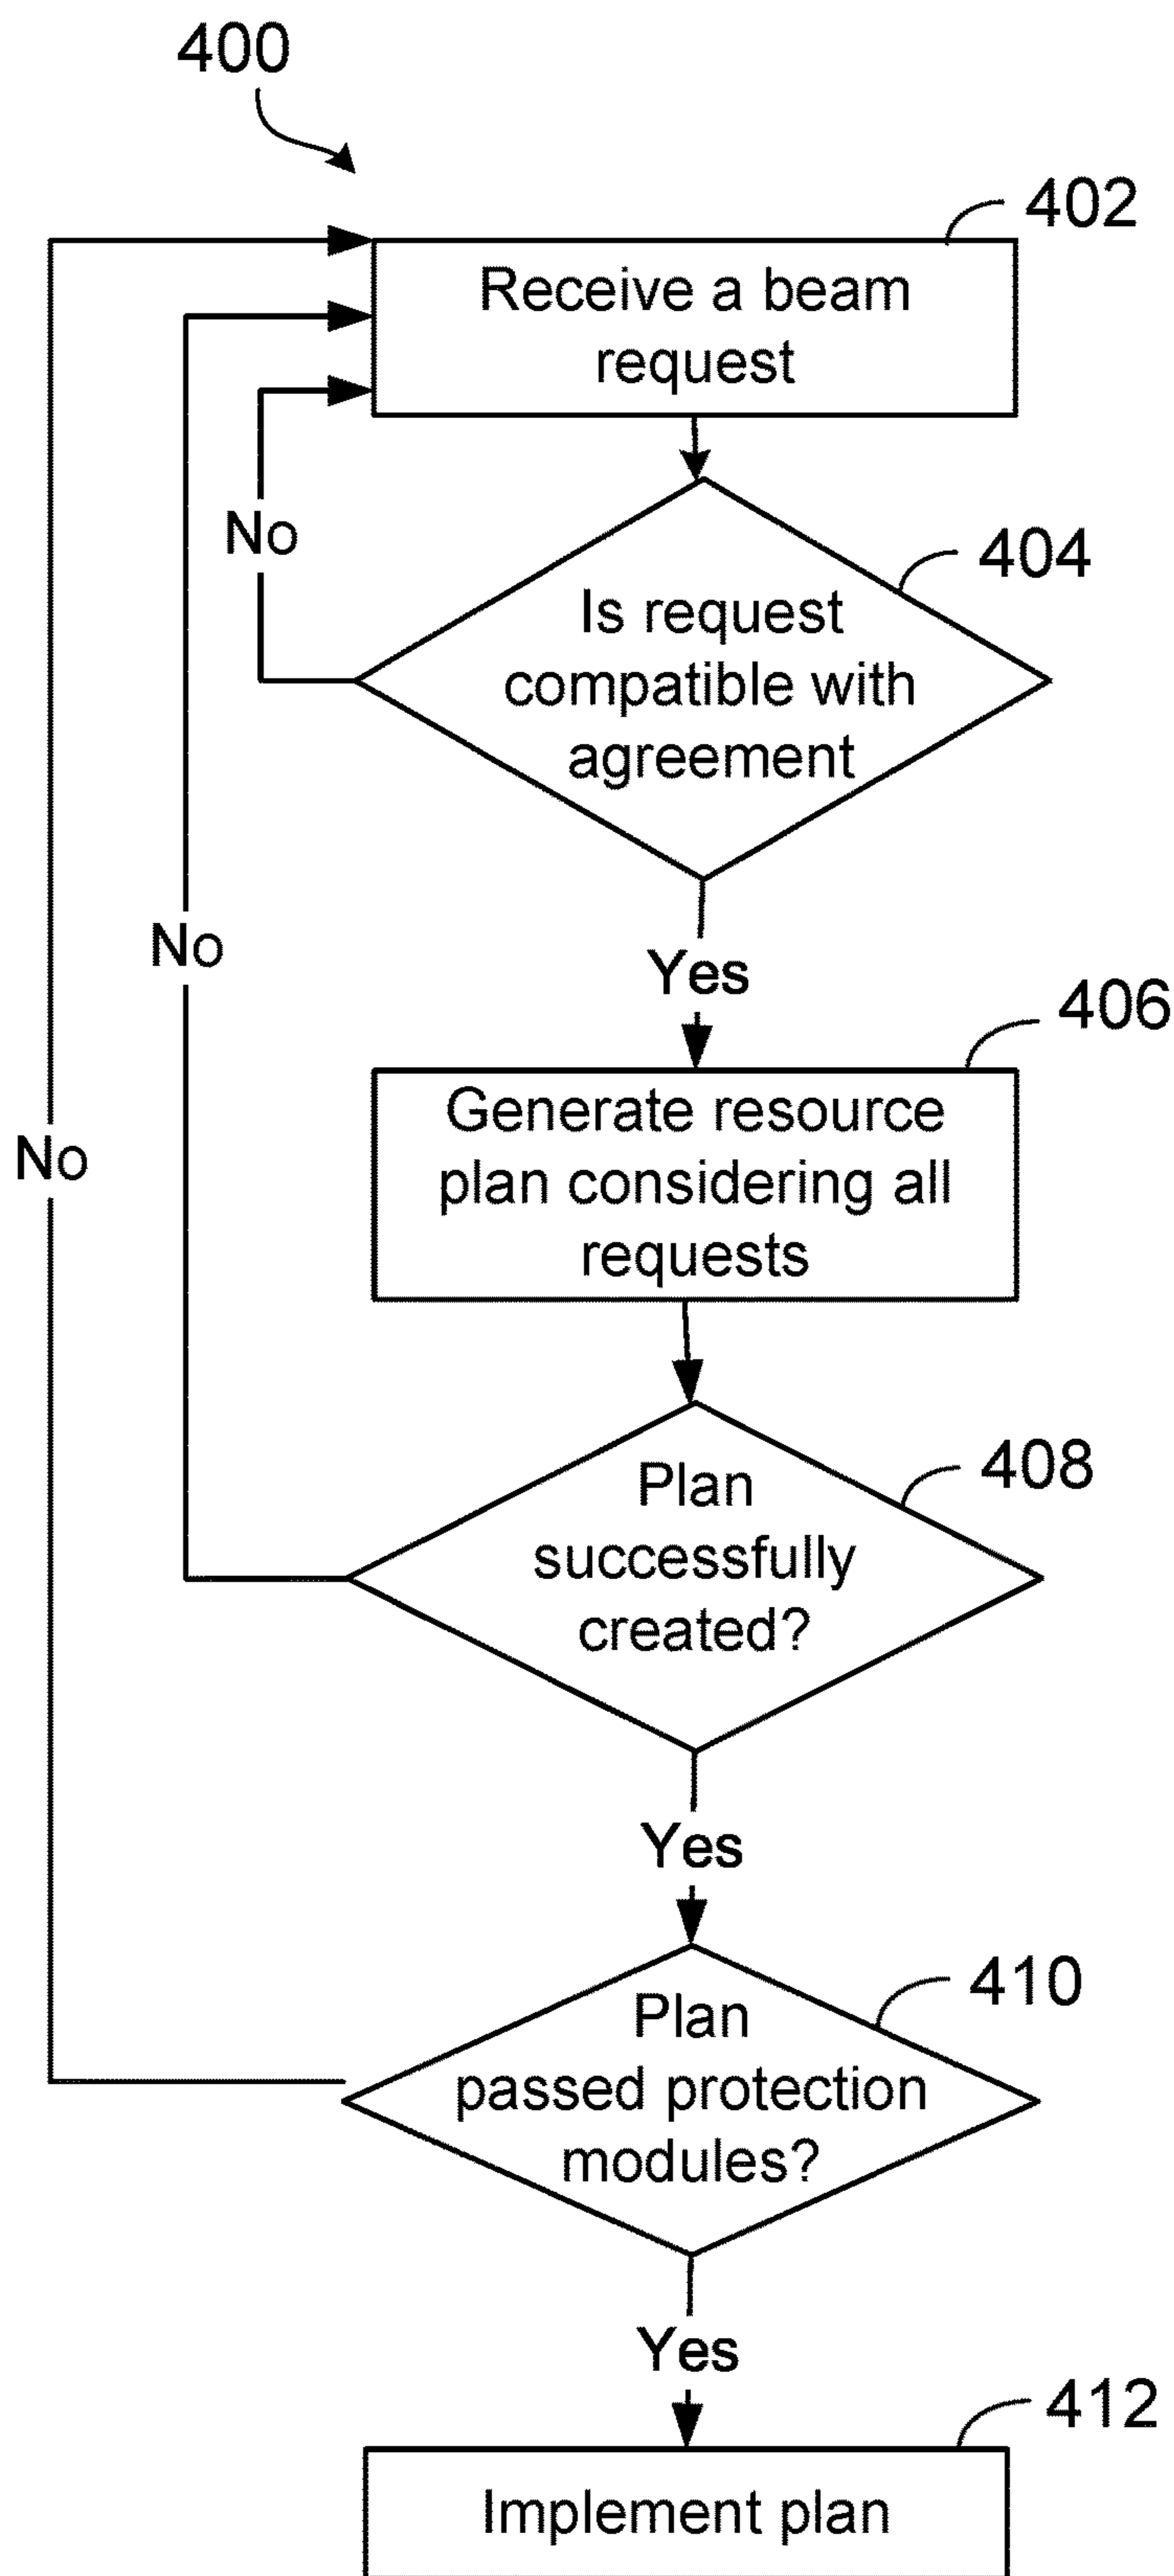 400
402
Receive a beam
request
No
404
Is request
compatible with
agreement
No
Yes
406
Generate resource
plan considering all
requests
No
408
Plan
successfully
created?
Yes
410
Plan
passed protection
modules?
Yes
412
Implement plan